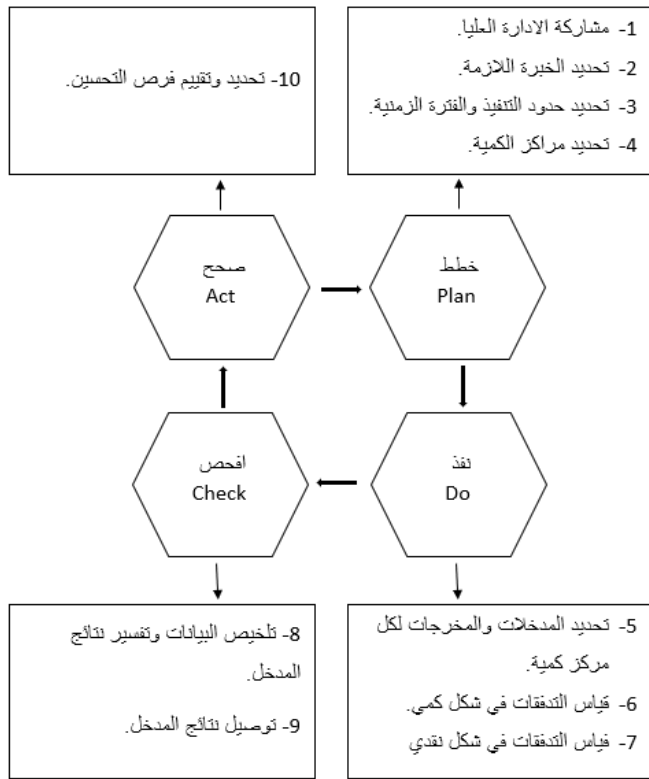 1- مشاركة الادارة العليا.
2- تحديد الخبرة اللازمة.
3- تحديد حدود التنفيذ والفترة الزمنية.
4- تحديد مراكز الكمية.
10- تحديد وتقييم فرص التحسين.
خطط
Plan
صحح
Act
نفذ
Do
افحص
Check
5- تحديد المدخلات والمخرجات لكل
مركز كمية.
6- قياس التدفقات في شكل كمي.
7- قياس التدفقات في شكل نقدي
8- تلخيص البيانات وتفسير نتائج
المدخل.
9- توصيل نتائج المدخل.